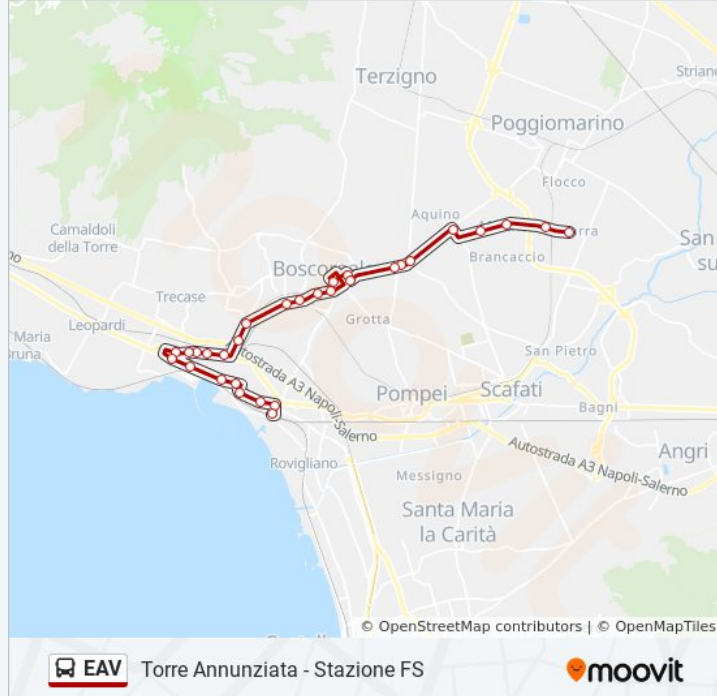 Terzigno
Striano
Poggiomarino
Flocco
Camaldoli
della Torre
Aquino
San
Boscoreale
Brancaccio
Trecase
Leopardi
Maria
Grotta
San Pietro
Autostrada A3 Napoli-Salerno
Pompei
Scafati
Bagni
Autostrada A3 Napoli-Salerno
Angri
Rovigliano
Messigno
Santa Maria
la Carità
© OpenStreetMap contributors | © OpenMapTiles
EAV Torre Annunziata - Stazione FS
moovit